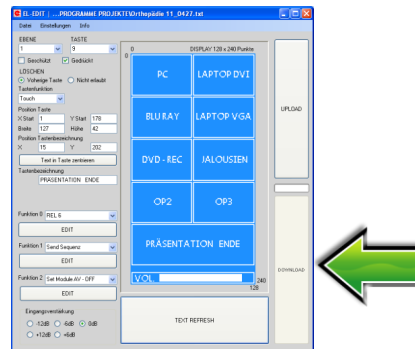 EL-EDIT | ...PROGRAMME PROJEKTE\Orthopädie 11_0427.txt
Datei Einstellungen Info
EBENE TASTE
1 9
Geschützt Gedrückt
LÖSCHEN
Vorherige Taste Nicht erlaubt
Tastenfunktion
Touch
Position Taste
X Start 1 Y Start 178
Breite 127 Höhe 42
Position Tastenbezeichnung
X 15 Y 202
Text in Taste zentrieren
Tastenbezeichnung
PRÄSENTATION ENDE
Funktion 0 REL 6
EDIT
Funktion 1 Send Sequenz
EDIT
Funktion 2 Set Module AV - OFF
EDIT
Eingangsverstärkung
-12dB -6dB 0dB
+12dB +6dB
0 DISPLAY 128 x 240 Punkte
0
PC LAPTOP DVI
BLURAY LAPTOP VGA
DVD - REC JALOUSIEN
OP2 OP3
PRÄSENTATION ENDE
VOL
240
128
TEXT REFRESH
UPLOAD
DOWNLOAD